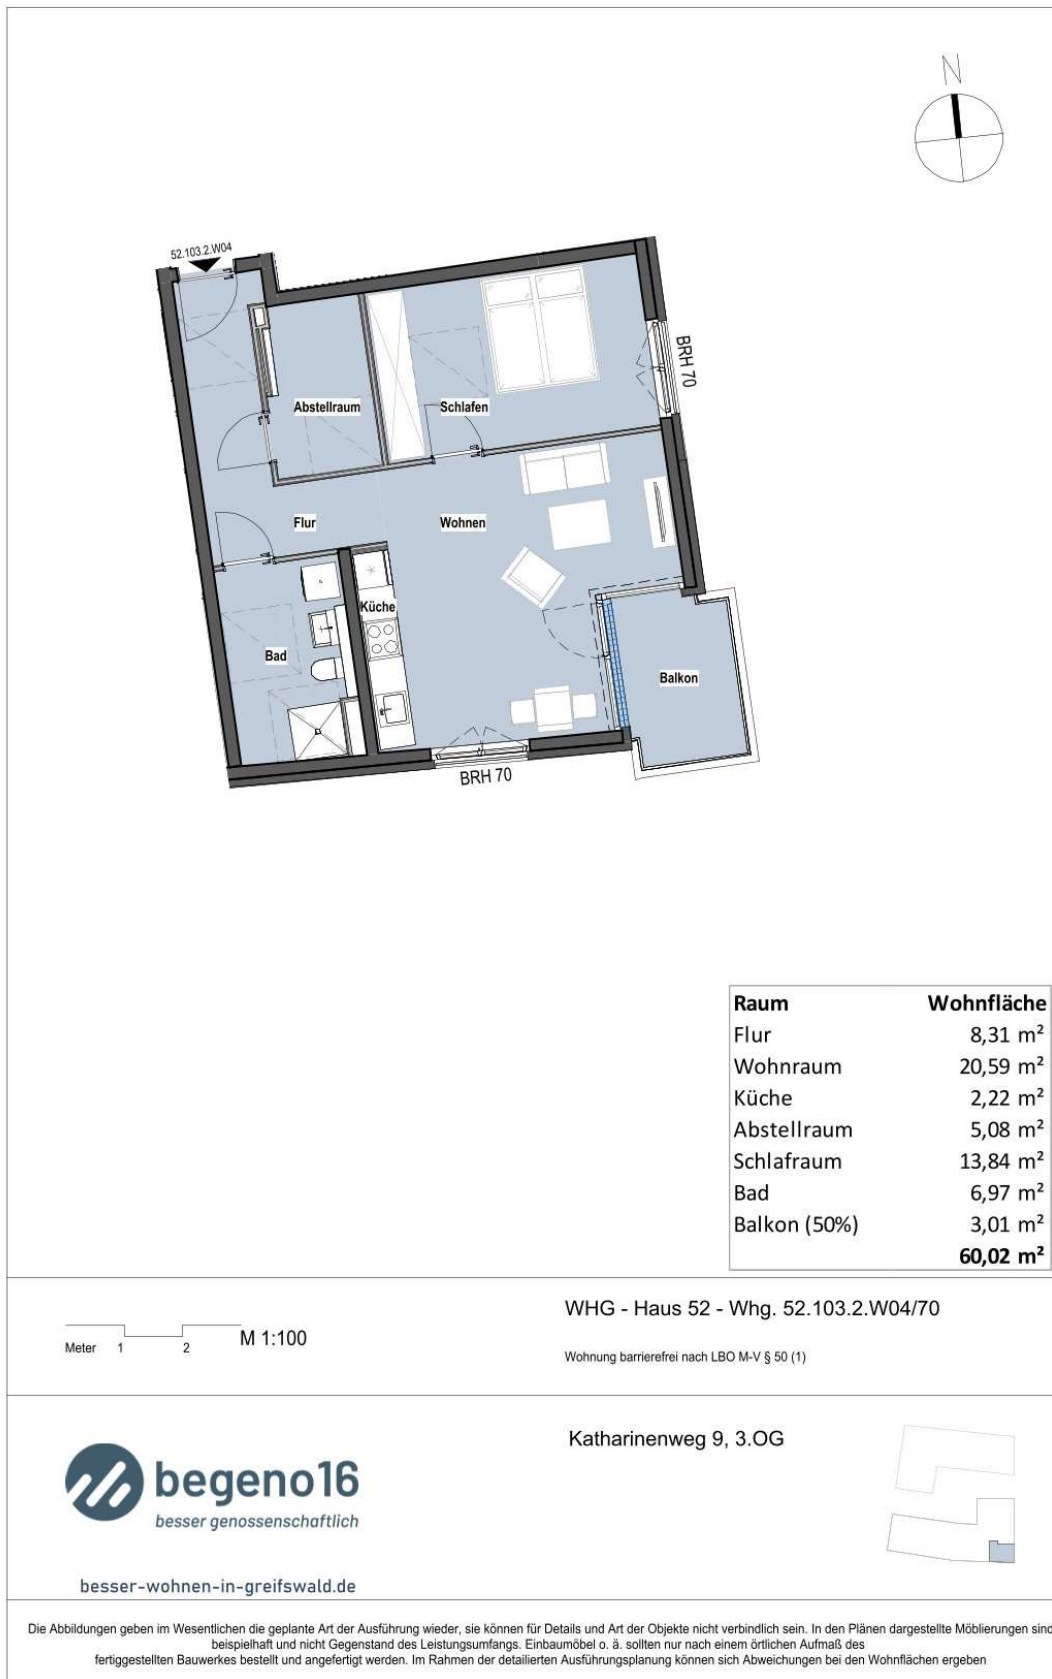 N
52.103.2.W04
BRH 70
Abstellraum
Schlafen
Flur
Wohnen
Küche
Bad
Balkon
BRH 70
Raum Wohnfläche
Flur 8,31 m²
Wohnraum 20,59 m²
Küche 2,22 m²
Abstellraum 5,08 m²
Schlafraum 13,84 m²
Bad 6,97 m²
Balkon (50%) 3,01 m²
60,02 m²
Meter 1 2 M 1:100
WHG - Haus 52 - Whg. 52.103.2.W04/70
Wohnung barrierefrei nach LBO M-V § 50 (1)
Katharinenweg 9, 3.OG
begeno16
besser genossenschaftlich
besser-wohnen-in-greifswald.de
Die Abbildungen geben im Wesentlichen die geplante Art der Ausführung wieder, sie können für Details und Art der Objekte nicht verbindlich sein. In den Plänen dargestellte Möblierungen sind
beispielhaft und nicht Gegenstand des Leistungsumfangs. Einbaumöbel o. ä. sollten nur nach einem örtlichen Aufmaß des
fertiggestellten Bauwerkes bestellt und angefertigt werden. Im Rahmen der detailierten Ausführungsplanung können sich Abweichungen bei den Wohnflächen ergeben